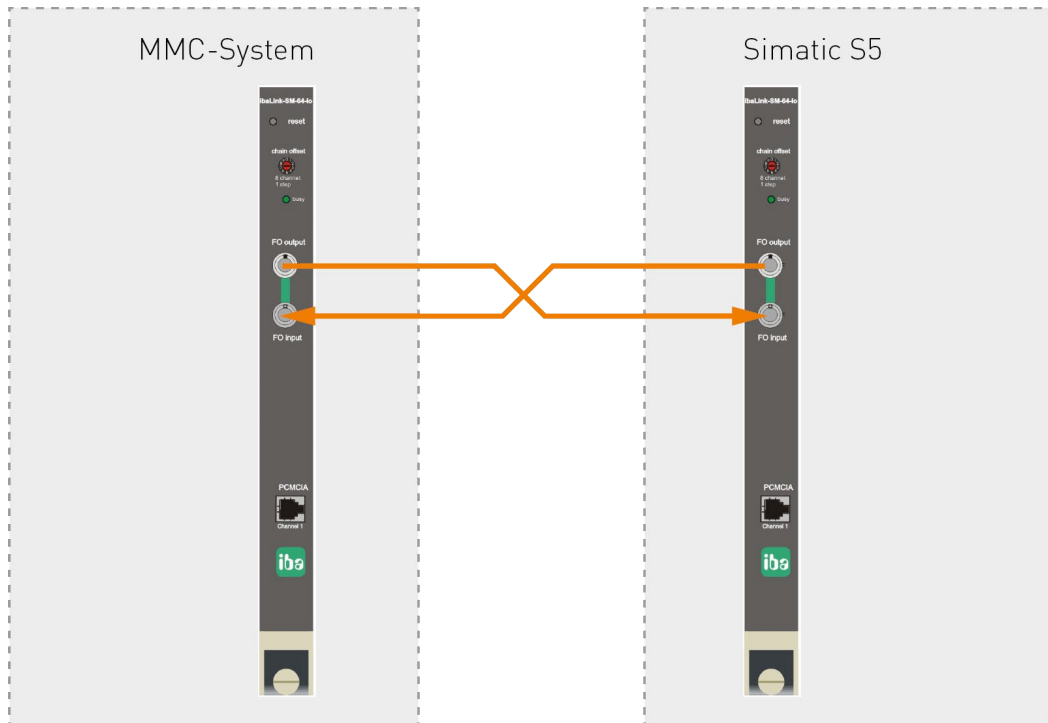 MMC-System
ibaLink-SM-64-io
reset
chain offset
8 channel
1 step
busy
FO output
FO input
PCMCIA
Channel 1
iba
Simatic S5
ibaLink-SM-64-io
reset
chain offset
8 channel
1 step
busy
FO output
FO input
PCMCIA
Channel 1
iba